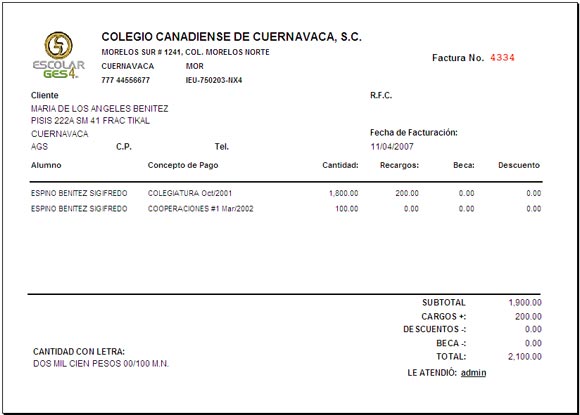 COLEGIO CANADIENSE DE CUERNAVACA, S.C.
MORELOS SUR # 1241, COL. MORELOS NORTE
Factura No. 4334
ESCOLAR
GES4.
CUERNAVACA MOR
777 44556677 IEU-750203-NX4
Cliente R.F.C.
MARIA DE LOS ANGELES BENITEZ
PISIS 222A SM 41 FRAC TIKAL
CUERNAVACA Fecha de Facturación:
AGS C.P. Tel. 11/04/2007
Alumno Concepto de Pago Cantidad: Recargos: Beca: Descuento
ESPINO BENITEZ SIGIFREDO COLEGIATURA Oct/2001 1,800.00 200.00 0.00 0.00
ESPINO BENITEZ SIGIFREDO COOPERACIONES #1 Mar/2002 100.00 0.00 0.00 0.00
SUBTOTAL 1,900.00
CARGOS +: 200.00
DESCUENTOS -: 0.00
BECA -: 0.00
CANTIDAD CON LETRA:
TOTAL: 2,100.00
DOS MIL CIEN PESOS 00/100 M.N.
LE ATENDIÓ: admin